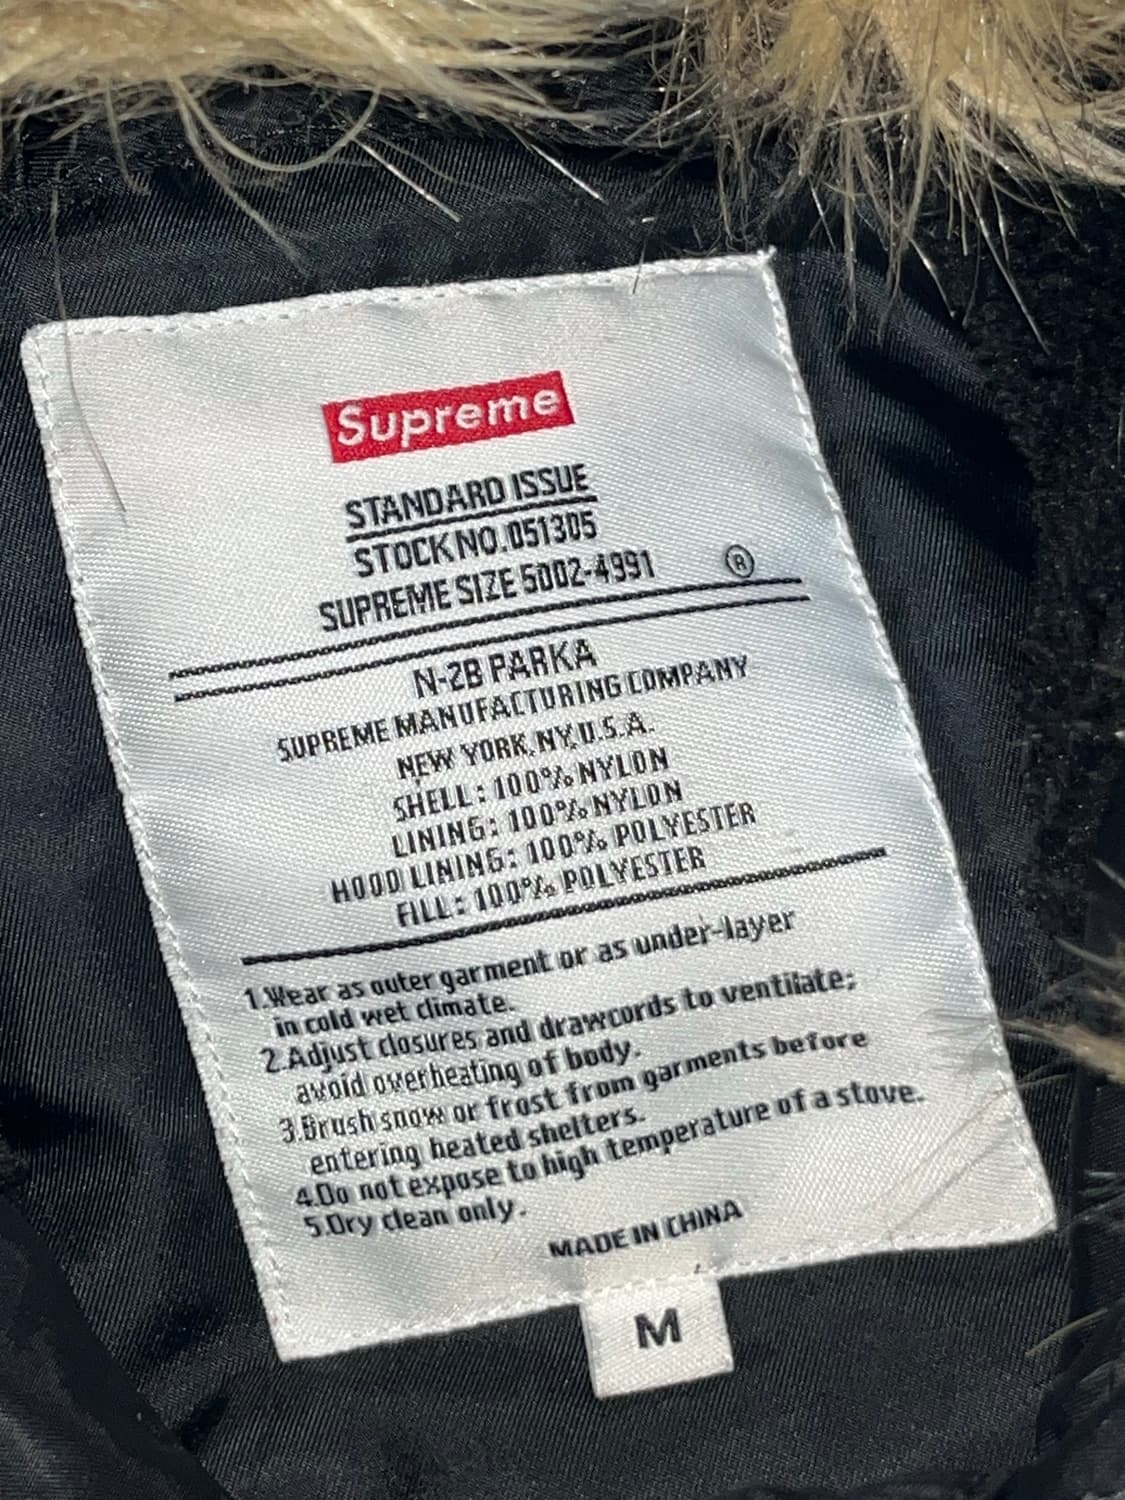 Supreme
STANDARD ISSUE
STOCK NO. 051305
SUPREME SIZE 5002-4991 ®
N-2B PARKA
SUPREME MANUFACTURING COMPANY
NEW YORK, NY, U.S.A.
SHELL: 100% NYLON
LINING: 100% NYLON
HOOD LINING: 100% POLYESTER
FILL: 100% POLYESTER
1.Wear as outer garment or as under-layer
in cold wet climate.
2.Adjust closures and drawcords to ventilate;
avoid overheating of body.
3.Brush snow or frost from garments before
entering heated shelters.
4.Do not expose to high temperature of a stove.
5.Dry clean only.
MADE IN CHINA
M